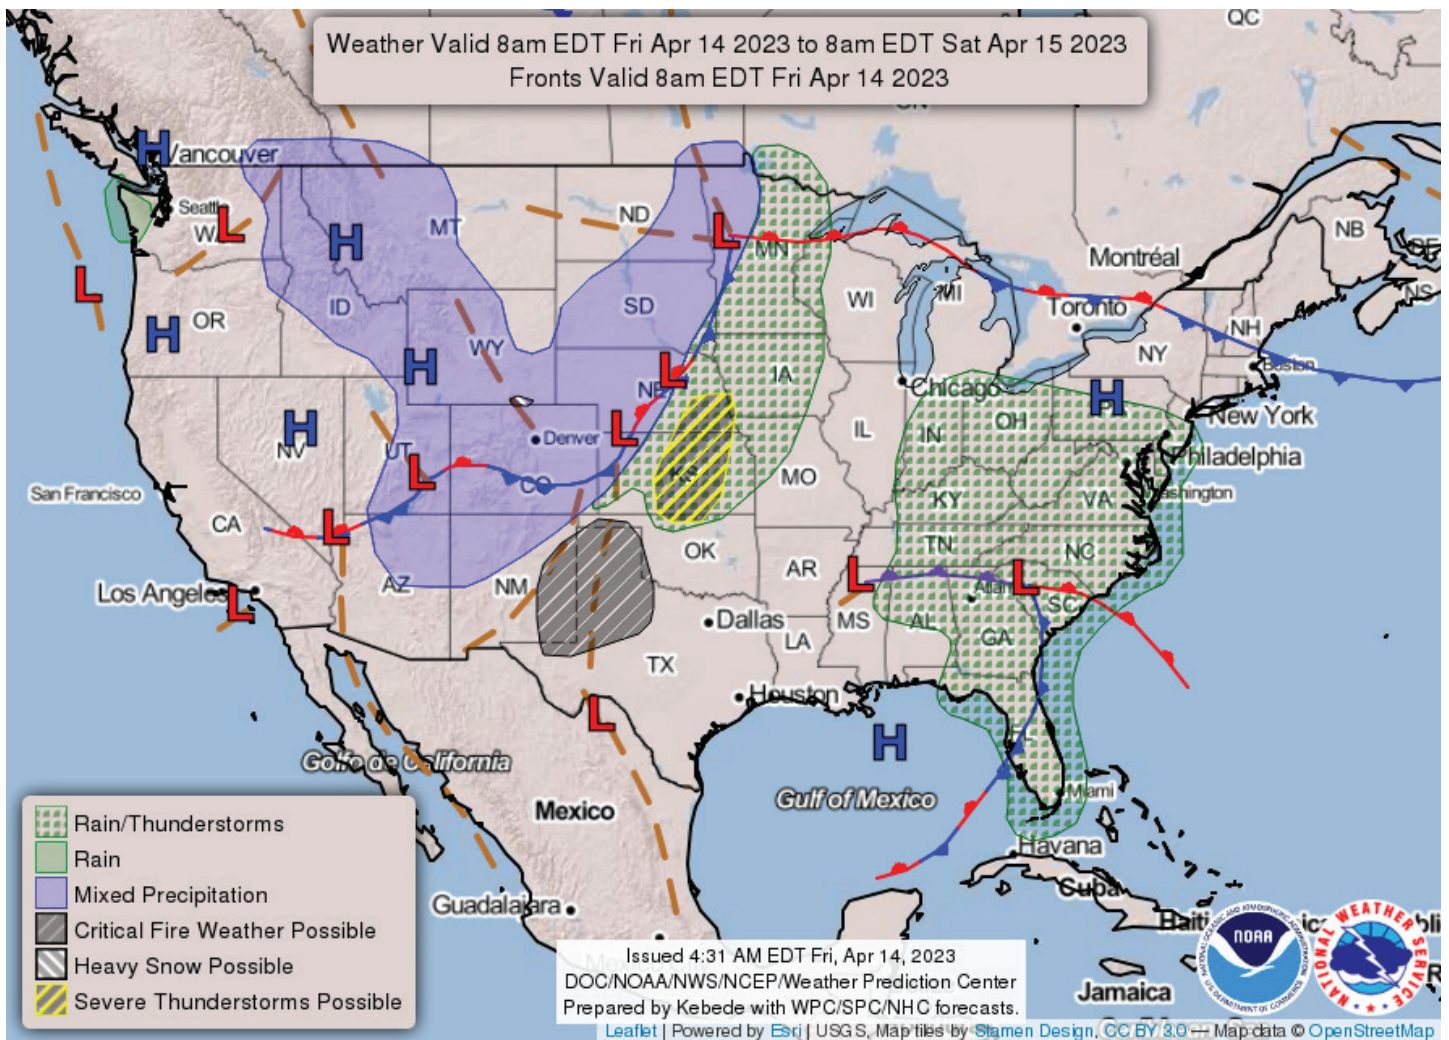 Weather Valid 8am EDT Fri Apr 14 2023 to 8am EDT Sat Apr 15 2023
Fronts Valid 8am EDT Fri Apr 14 2023
QC
H
Vancouver
Seattle
L
MT
ND
L
MN
NB
Montréal
NS
H
L
OR
H
ID
SD
WI
MI
Toronto
NH
Boston
NY
WY
H
L
NE
IA
Chicago
H
New York
Denver
L
H
NV
UT
L
IL
IN
OH
Philadelphia
Washington
San Francisco
CA
CO
KS
MO
KY
VA
L
OK
TN
NC
Los Angeles
L
AZ
NM
AR
L
L
SC
Dallas
MS
AL
GA
LA
TX
Houston
L
H
FL
Golfo de California
Mexico
Gulf of Mexico
Miami
Havana
Cuba
Guadalajara
Jamaica
Rain/Thunderstorms
Rain
Mixed Precipitation
Critical Fire Weather Possible
Heavy Snow Possible
Severe Thunderstorms Possible
Issued 4:31 AM EDT Fri, Apr 14, 2023
DOC/NOAA/NWS/NCEP/Weather Prediction Center
Prepared by Kebede with WPC/SPC/NHC forecasts.
NOAA
NATIONAL WEATHER SERVICE
Leaflet | Powered by Esri | USGS, Map tiles by Stamen Design, CC BY 3.0 — Map data © OpenStreetMap